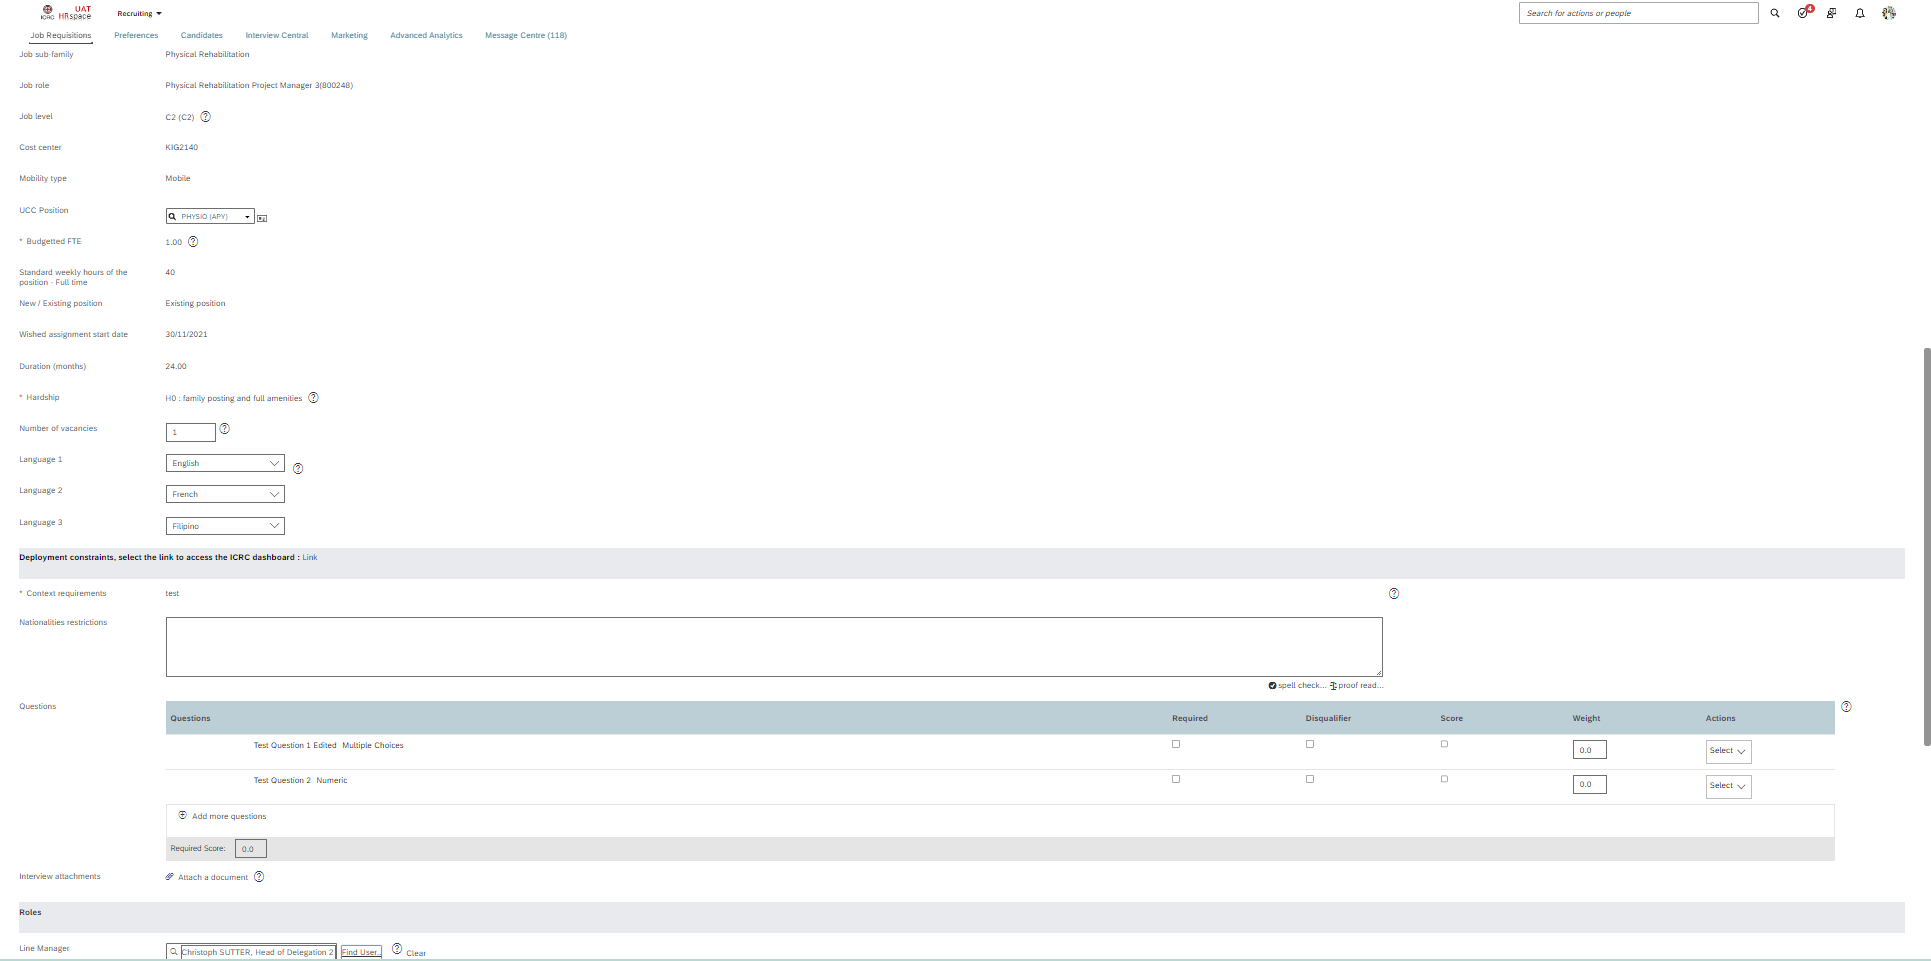 ICRC
UAT
HRspace
Recruiting
Search for actions or people
4
Job Requisitions
Preferences
Candidates
Interview Central
Marketing
Advanced Analytics
Message Centre (118)
Job sub-family
Physical Rehabilitation
Job role
Physical Rehabilitation Project Manager 3(800248)
Job level
C2 (C2)
Cost center
KIG2140
Mobility type
Mobile
UCC Position
PHYSIO (APY)
* Budgetted FTE
1.00
Standard weekly hours of the
position - Full time
40
New / Existing position
Existing position
Wished assignment start date
30/11/2021
Duration (months)
24.00
* Hardship
H0 : family posting and full amenities
Number of vacancies
1
Language 1
English
Language 2
French
Language 3
Filipino
Deployment constraints, select the link to access the ICRC dashboard : Link
* Context requirements
test
Nationalities restrictions
spell check... proof read...
Questions
Questions
Required
Disqualifier
Score
Weight
Actions
Test Question 1 Edited Multiple Choices
0.0
Select
Test Question 2 Numeric
0.0
Select
Add more questions
Required Score: 0.0
Interview attachments
Attach a document
Roles
Line Manager
Christoph SUTTER, Head of Delegation 2
Find User..
Clear